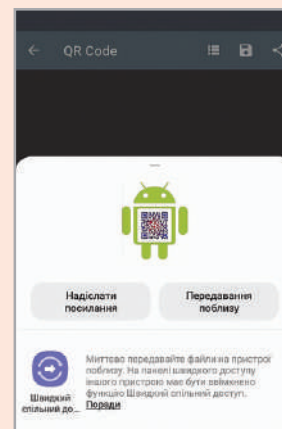 QR Code
Надіслати
посилання
Передавання
поблизу
Швидкий
спільний до...
Миттєво передавайте файли на пристрої
поблизу. На панелі швидкого доступу
іншого пристрою має бути ввімкнено
функцію Швидкий спільний доступ.
Поради